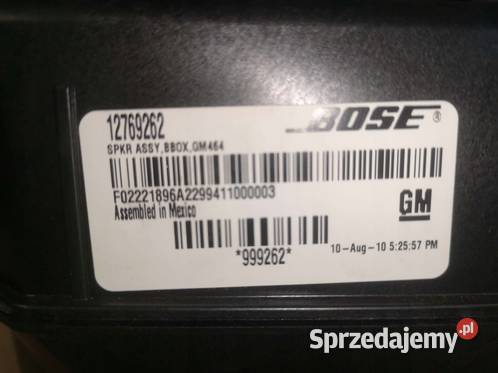 12769262
BOSE®
SPKR ASSY,BBOX,GM464
F02221896A2299411000003
Assembled in Mexico
GM
*999262*
10-Aug-10 5:25:57 PM
Sprzedajemy.pl